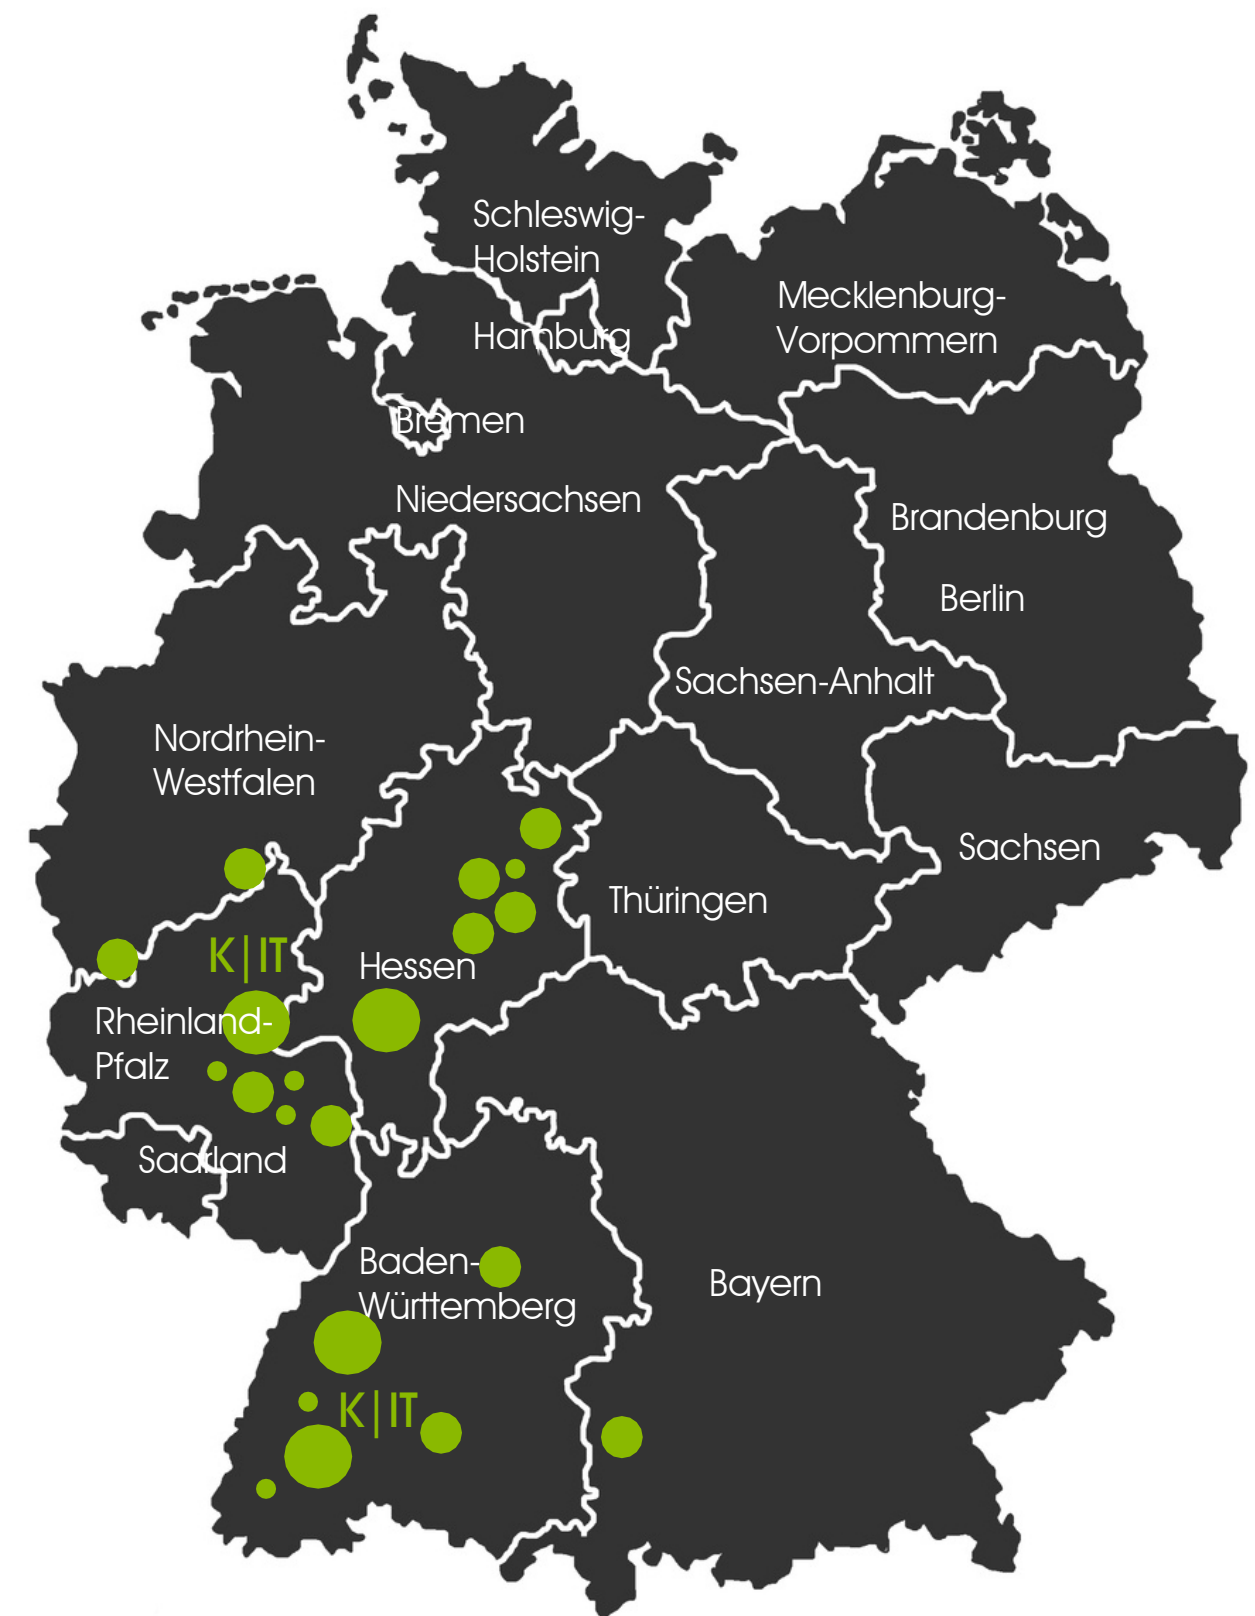 Schleswig-
Holstein
Mecklenburg-
Vorpommern
Hamburg
Bremen
Niedersachsen
Brandenburg
Berlin
Sachsen-Anhalt
Nordrhein-
Westfalen
Sachsen
Thüringen
K|IT
Hessen
Rheinland-
Pfalz
Saarland
Baden-
Württemberg
Bayern
K|IT